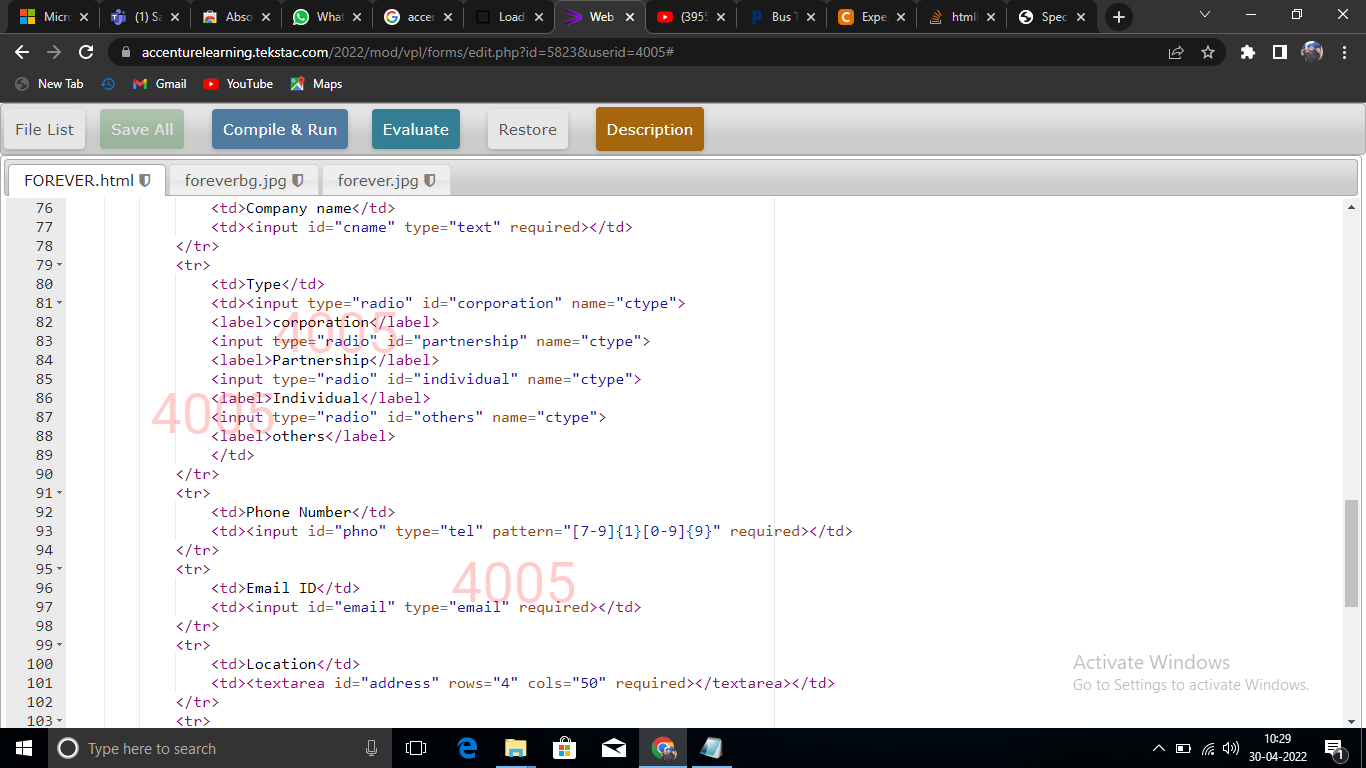 Micr
(1) Sa
Abso
What
accer
Load
Web
(3955
Bus T
Expe
htmll
Spec
accenturelearning.tekstac.com/2022/mod/vpl/forms/edit.php?id=5823&userid=4005#
New Tab
Gmail
YouTube
Maps
File List
Save All
Compile & Run
Evaluate
Restore
Description
FOREVER.html
foreverbg.jpg
forever.jpg
76 <td>Company name</td>
77 <td><input id="cname" type="text" required></td>
78 </tr>
79 <tr>
80 <td>Type</td>
81 <td><input type="radio" id="corporation" name="ctype">
82 <label>corporation</label>
83 <input type="radio" id="partnership" name="ctype">
84 <label>Partnership</label>
85 <input type="radio" id="individual" name="ctype">
86 <label>Individual</label>
87 <input type="radio" id="others" name="ctype">
88 <label>others</label>
89 </td>
90 </tr>
91 <tr>
92 <td>Phone Number</td>
93 <td><input id="phno" type="tel" pattern="[7-9]{1}[0-9]{9}" required></td>
94 </tr>
95 <tr>
96 <td>Email ID</td>
97 <td><input id="email" type="email" required></td>
98 </tr>
99 <tr>
100 <td>Location</td>
101 <td><textarea id="address" rows="4" cols="50" required></textarea></td>
102 </tr>
103 <tr>
4005
4005
4005
Activate Windows
Go to Settings to activate Windows.
Type here to search
10:29
30-04-2022
1